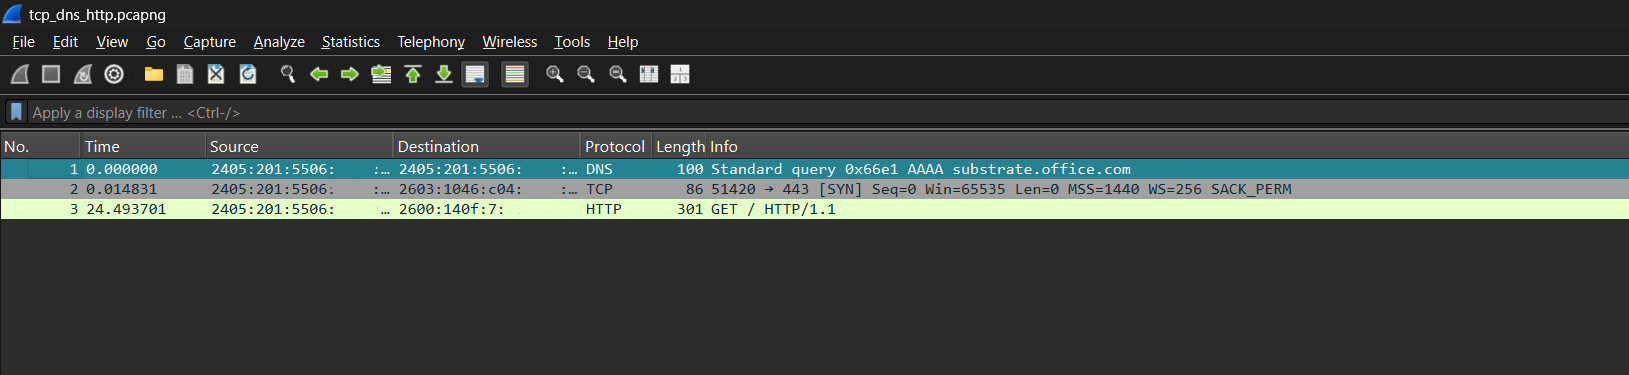 tcp_dns_http.pcapng
File Edit View Go Capture Analyze Statistics Telephony Wireless Tools Help
Apply a display filter ... <Ctrl-/>
No. Time Source Destination Protocol Length Info
1 0.000000 2405:201:5506: :… 2405:201:5506: :… DNS 100 Standard query 0x66e1 AAAA substrate.office.com
2 0.014831 2405:201:5506: :… 2603:1046:c04: :… TCP 86 51420 → 443 [SYN] Seq=0 Win=65535 Len=0 MSS=1440 WS=256 SACK_PERM
3 24.493701 2405:201:5506: … 2600:140f:7: HTTP 301 GET / HTTP/1.1